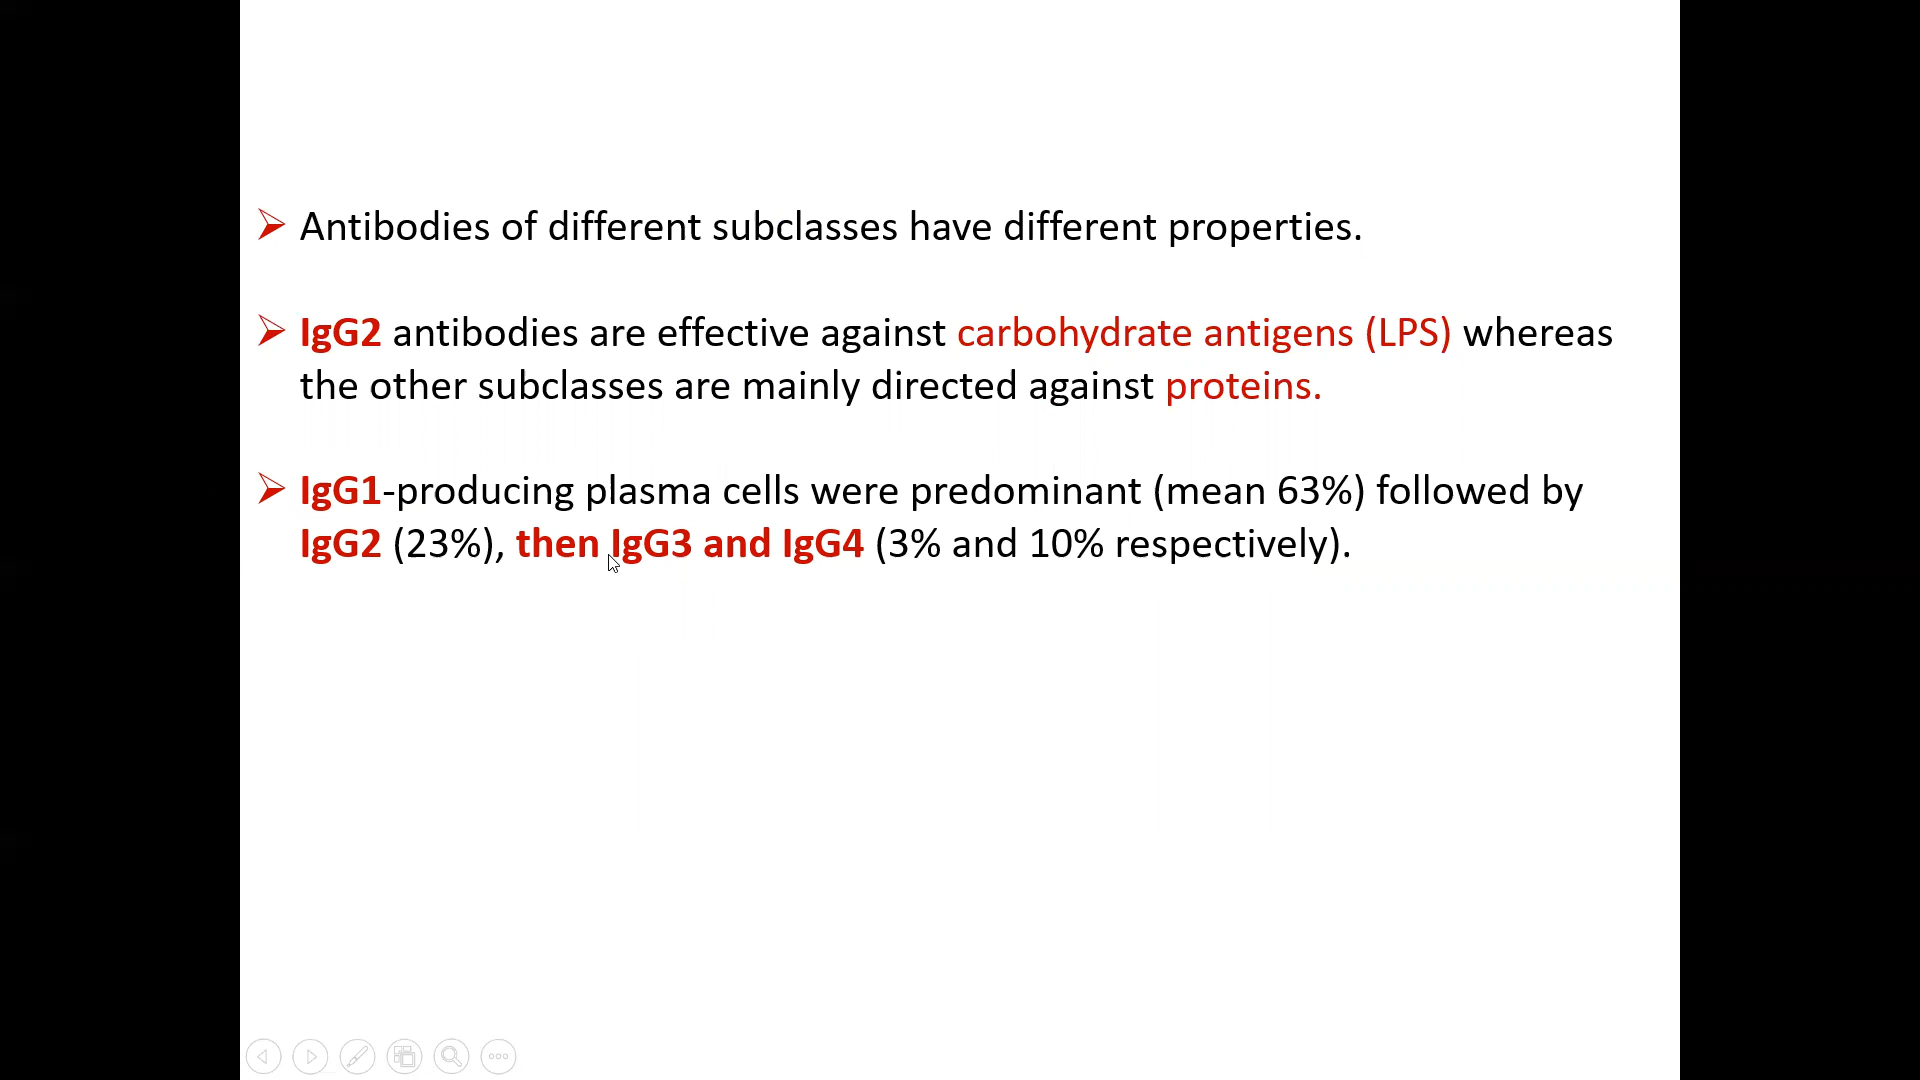 Antibodies of different subclasses have different properties.
IgG2 antibodies are effective against carbohydrate antigens (LPS) whereas
the other subclasses are mainly directed against proteins.
IgG1-producing plasma cells were predominant (mean 63%) followed by
IgG2 (23%), then IgG3 and IgG4 (3% and 10% respectively).